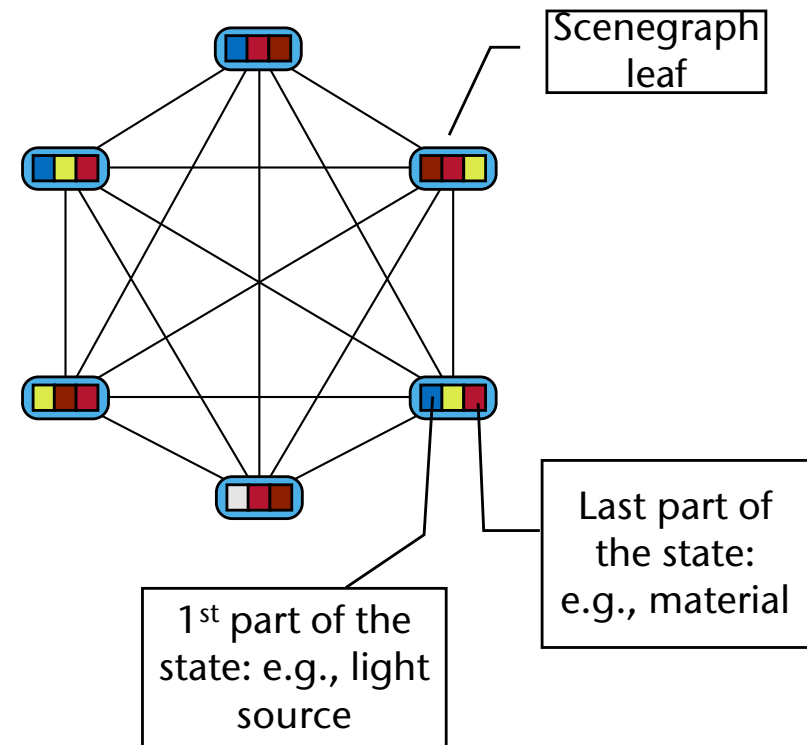 Scenegraph
leaf
Last part of
the state:
e.g., material
1st part of the
state: e.g., light
source